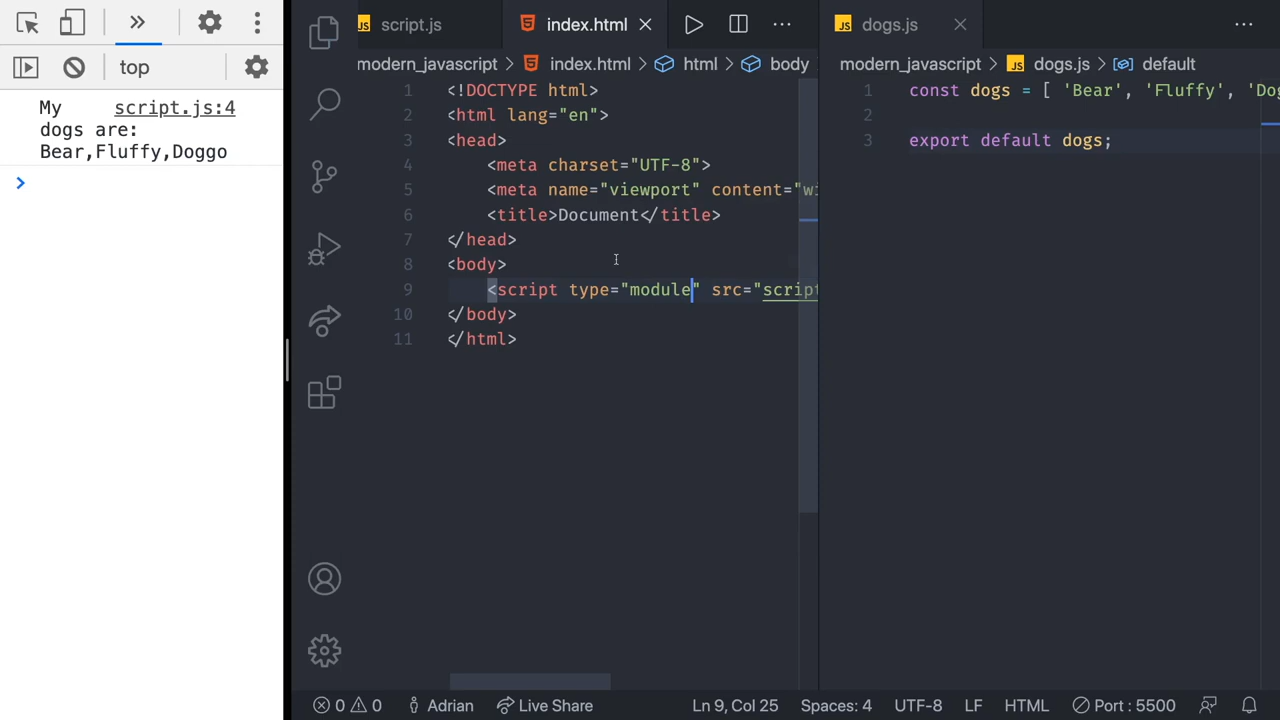 top
My script.js:4
dogs are:
Bear,Fluffy,Doggo
JS script.js
index.html
modern_javascript > index.html > html > body
1 <!DOCTYPE html>
2 <html lang="en">
3 <head>
4 <meta charset="UTF-8">
5 <meta name="viewport" content="wi
6 <title>Document</title>
7 </head>
8 <body>
9 <script type="module" src="script
10 </body>
11 </html>
JS dogs.js
modern_javascript > JS dogs.js > default
1 const dogs = [ 'Bear', 'Fluffy', 'Dog
2
3 export default dogs;
0 0 Adrian Live Share Ln 9, Col 25 Spaces: 4 UTF-8 LF HTML Port : 5500